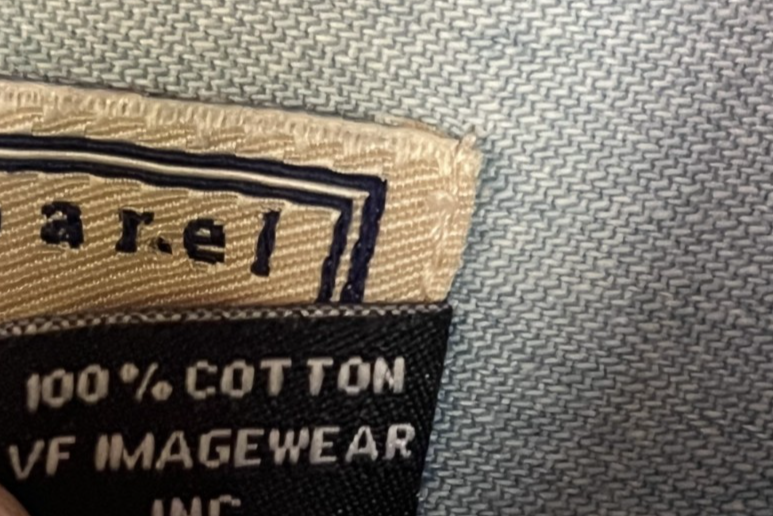 arel
100% COTTON
VF IMAGEWEAR
INC